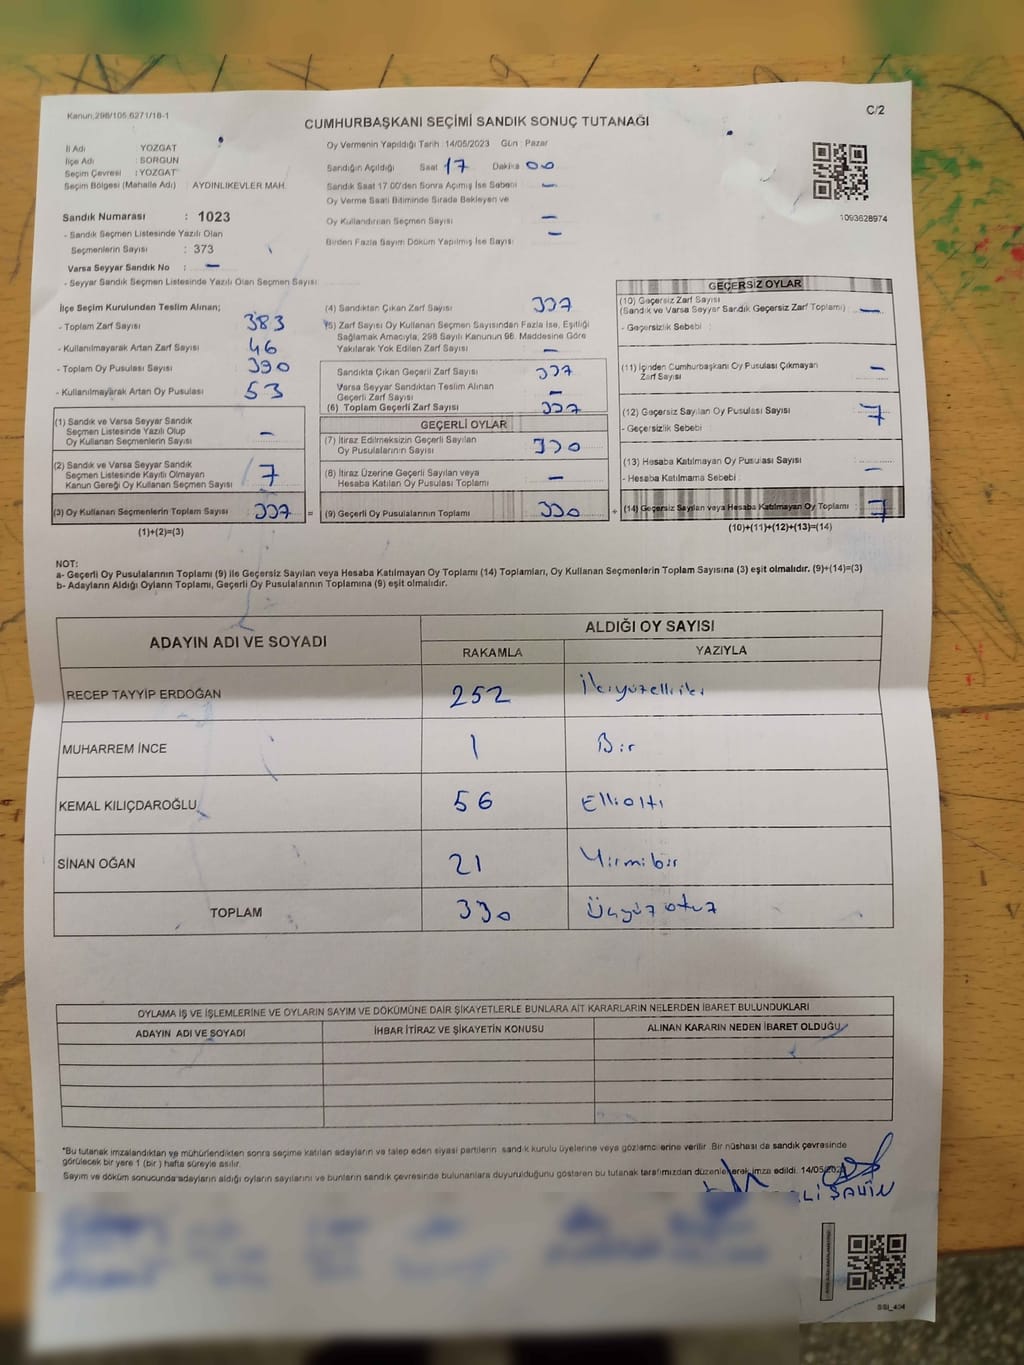 Kanun;298/105,6271/18-1
C/2
CUMHURBAŞKANI SEÇİMİ SANDIK SONUÇ TUTANAĞI
İl Adı YOZGAT
İlçe Adı : SORGUN
Seçim Çevresi : YOZGAT
Seçim Bölgesi (Mahalle Adı) : AYDINLIKEVLER MAH.
Oy Vermenin Yapıldığı Tarih 14/05/2023 Gün : Pazar
Sandığın Açıldığı Saat 17 Dakika 00
Sandık Saat 17:00'den Sonra Açımış İse Sebebi —
Oy Verme Saati Bitiminde Sırada Bekleyen ve
Oy Kullandırılan Seçmen Sayısı —
Birden Fazla Sayım Döküm Yapılmış İse Sayısı —
1093628974
Sandık Numarası : 1023
- Sandık Seçmen Listesinde Yazılı Olan
Seçmenlerin Sayısı : 373
Varsa Seyyar Sandık No : —
- Seyyar Sandık Seçmen Listesinde Yazılı Olan Seçmen Sayısı
İlçe Seçim Kurulundan Teslim Alınan;
- Toplam Zarf Sayısı 383
- Kullanılmayarak Artan Zarf Sayısı 46
- Toplam Oy Pusulası Sayısı 390
- Kullanılmayarak Artan Oy Pusulası 53
(1) Sandık ve Varsa Seyyar Sandık
Seçmen Listesinde Yazılı Olup
Oy Kullanan Seçmenlerin Sayısı —
(2) Sandık ve Varsa Seyyar Sandık
Seçmen Listesinde Kayıtlı Olmayan
Kanun Gereği Oy Kullanan Seçmen Sayısı 7
(3) Oy Kullanan Seçmenlerin Toplam Sayısı 337 =
(1)+(2)=(3)
(4) Sandıktan Çıkan Zarf Sayısı 337
(5) Zarf Sayısı Oy Kullanan Seçmen Sayısından Fazla İse, Eşitliği
Sağlamak Amacıyla, 298 Sayılı Kanunun 98. Maddesine Göre
Yakılarak Yok Edilen Zarf Sayısı —
Sandıkta Çıkan Geçerli Zarf Sayısı 337
Varsa Seyyar Sandıktan Teslim Alınan
Geçerli Zarf Sayısı —
(6) Toplam Geçerli Zarf Sayısı 337
GEÇERLİ OYLAR
(7) İtiraz Edilmeksizin Geçerli Sayılan
Oy Pusulalarının Sayısı 330
(8) İtiraz Üzerine Geçerli Sayılan veya
Hesaba Katılan Oy Pusulası Toplamı —
(9) Geçerli Oy Pusulalarının Toplamı 330 +
GEÇERSİZ OYLAR
(10) Geçersiz Zarf Sayısı
(Sandık ve Varsa Seyyar Sandık Geçersiz Zarf Toplamı) —
- Geçersizlik Sebebi :
(11) İçinden Cumhurbaşkanı Oy Pusulası Çıkmayan
Zarf Sayısı —
(12) Geçersiz Sayılan Oy Pusulası Sayısı 7
- Geçersizlik Sebebi :
(13) Hesaba Katılmayan Oy Pusulası Sayısı —
- Hesaba Katılmama Sebebi :
(14) Geçersiz Sayılan veya Hesaba Katılmayan Oy Toplamı 7
(10)+(11)+(12)+(13)=(14)
NOT:
a- Geçerli Oy Pusulalarının Toplamı (9) ile Geçersiz Sayılan veya Hesaba Katılmayan Oy Toplamı (14) Toplamları, Oy Kullanan Seçmenlerin Toplam Sayısına (3) eşit olmalıdır. (9)+(14)=(3)
b- Adayların Aldığı Oyların Toplamı, Geçerli Oy Pusulalarının Toplamına (9) eşit olmalıdır.
ADAYIN ADI VE SOYADI
ALDIĞI OY SAYISI
RAKAMLA YAZIYLA
RECEP TAYYİP ERDOĞAN 252 İkiyüzelliiki
MUHARREM İNCE 1 Bir
KEMAL KILIÇDAROĞLU 56 Ellialtı
SİNAN OĞAN 21 Yirmibir
TOPLAM 330 Üçyüz otuz
OYLAMA İŞ VE İŞLEMLERİNE VE OYLARIN SAYIM VE DÖKÜMÜNE DAİR ŞİKAYETLERLE BUNLARA AİT KARARLARIN NELERDEN İBARET BULUNDUKLARI
ADAYIN ADI VE SOYADI İHBAR İTİRAZ VE ŞİKAYETİN KONUSU ALINAN KARARIN NEDEN İBARET OLDUĞU
*Bu tutanak imzalandıktan ve mühürlendikten sonra seçime katılan adayların ve talep eden siyasi partilerin sandık kurulu üyelerine veya gözlemcilerine verilir. Bir nüshası da sandık çevresinde
görülecek bir yere 1 (bir) hafta süreyle asılır.
Sayım ve döküm sonucunda adayların aldığı oyların sayılarını ve bunların sandık çevresinde bulunanlara duyurulduğunu gösteren bu tutanak tarafımızdan düzenlenerek imza edildi. 14/05/2023
Lİ ŞAHİN
SSİ_404